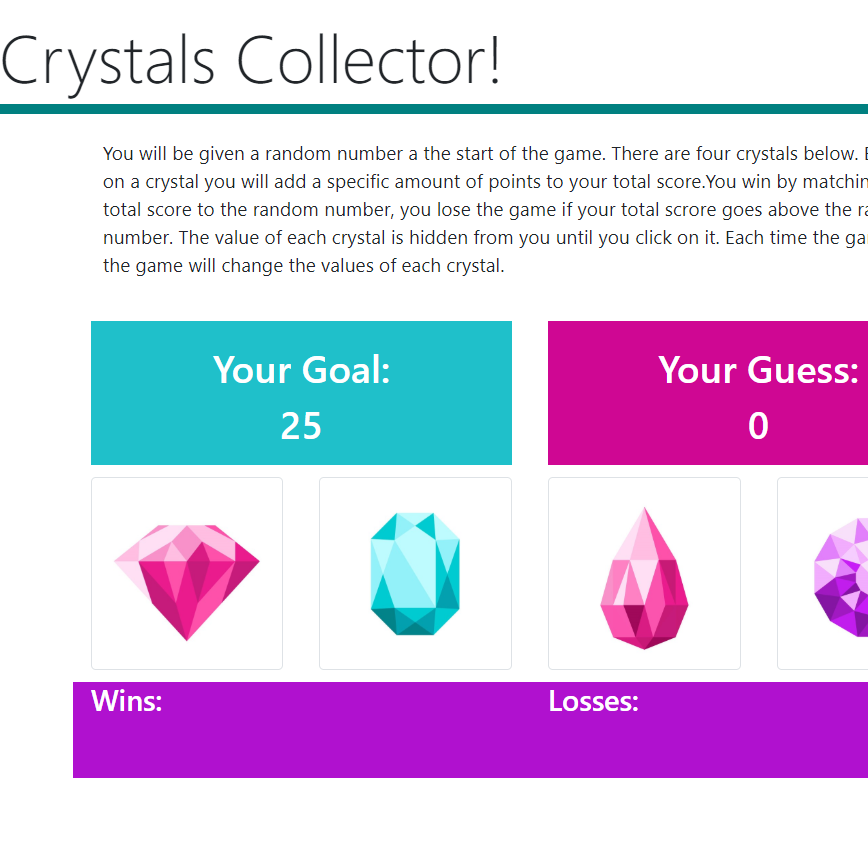 Crystals Collector!
You will be given a random number a the start of the game. There are four crystals below.
on a crystal you will add a specific amount of points to your total score.You win by matchin
total score to the random number, you lose the game if your total scrore goes above the ra
number. The value of each crystal is hidden from you until you click on it. Each time the ga
the game will change the values of each crystal.
Your Goal:
25
Your Guess:
0
Wins:
Losses: